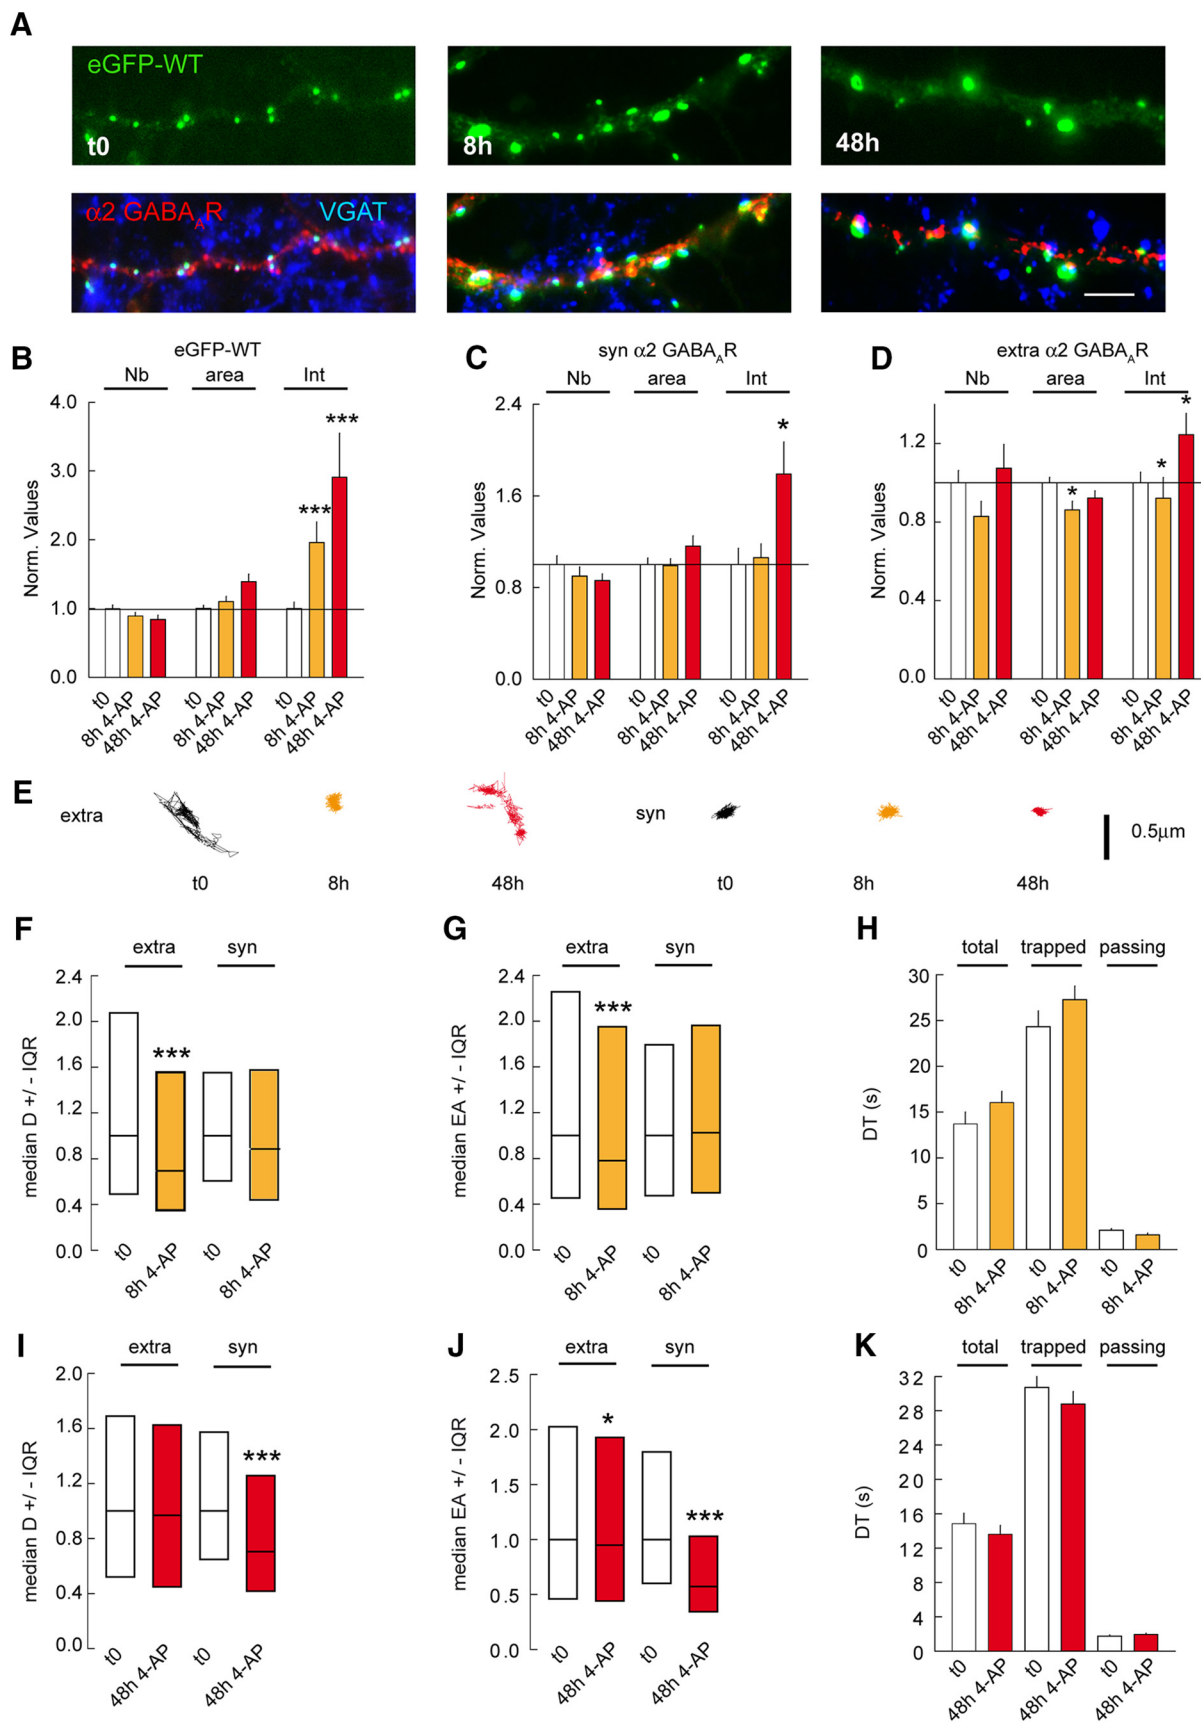 A
eGFP-WT
t0
8h
48h
α2 GABA_AR
VGAT
B
eGFP-WT
Nb area Int
4.0
3.0
2.0
1.0
0.0
Norm. Values
***
***
t0
8h 4-AP
48h 4-AP
t0
8h 4-AP
48h 4-AP
t0
8h 4-AP
48h 4-AP
C
syn α2 GABA_AR
Nb area Int
2.4
1.6
0.8
0.0
Norm. Values
*
t0
8h 4-AP
48h 4-AP
t0
8h 4-AP
48h 4-AP
t0
8h 4-AP
48h 4-AP
D
extra α2 GABA_AR
Nb area Int
1.2
0.8
0.4
0.0
Norm. Values
*
*
*
t0
8h 4-AP
48h 4-AP
t0
8h 4-AP
48h 4-AP
t0
8h 4-AP
48h 4-AP
E
extra
t0
8h
48h
syn
t0
8h
48h
0.5μm
F
extra syn
2.4
2.0
1.6
1.2
0.8
0.4
0.0
median D +/- IQR
***
t0
8h 4-AP
t0
8h 4-AP
G
extra syn
2.4
2.0
1.6
1.2
0.8
0.4
0.0
median EA +/- IQR
***
t0
8h 4-AP
t0
8h 4-AP
H
total trapped passing
30
25
20
15
10
5
0
DT (s)
t0
8h 4-AP
t0
8h 4-AP
t0
8h 4-AP
I
extra syn
2.0
1.6
1.2
0.8
0.4
0.0
median D +/- IQR
***
t0
48h 4-AP
t0
48h 4-AP
J
extra syn
2.5
2.0
1.5
1.0
0.5
0.0
median EA +/- IQR
*
***
t0
48h 4-AP
t0
48h 4-AP
K
total trapped passing
32
28
24
20
16
12
8
4
0
DT (s)
t0
48h 4-AP
t0
48h 4-AP
t0
48h 4-AP